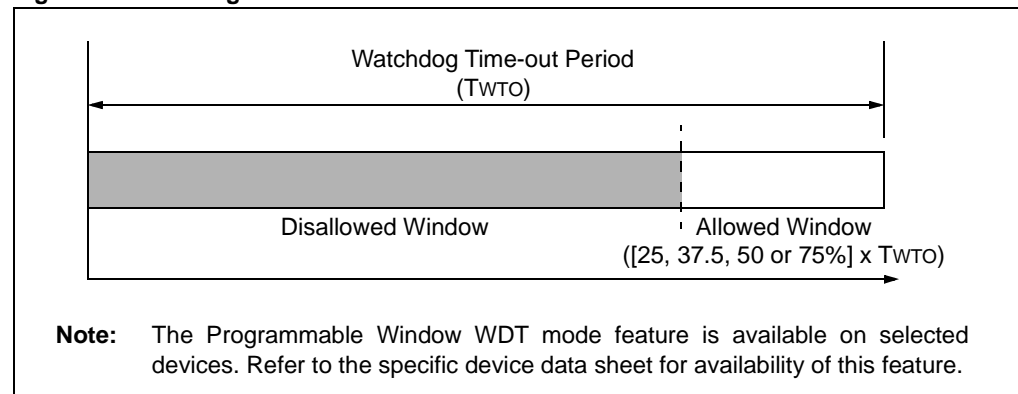 Watchdog Time-out Period
(TWTO)
Disallowed Window
Allowed Window
([25, 37.5, 50 or 75%] x TWTO)
Note: The Programmable Window WDT mode feature is available on selected
devices. Refer to the specific device data sheet for availability of this feature.